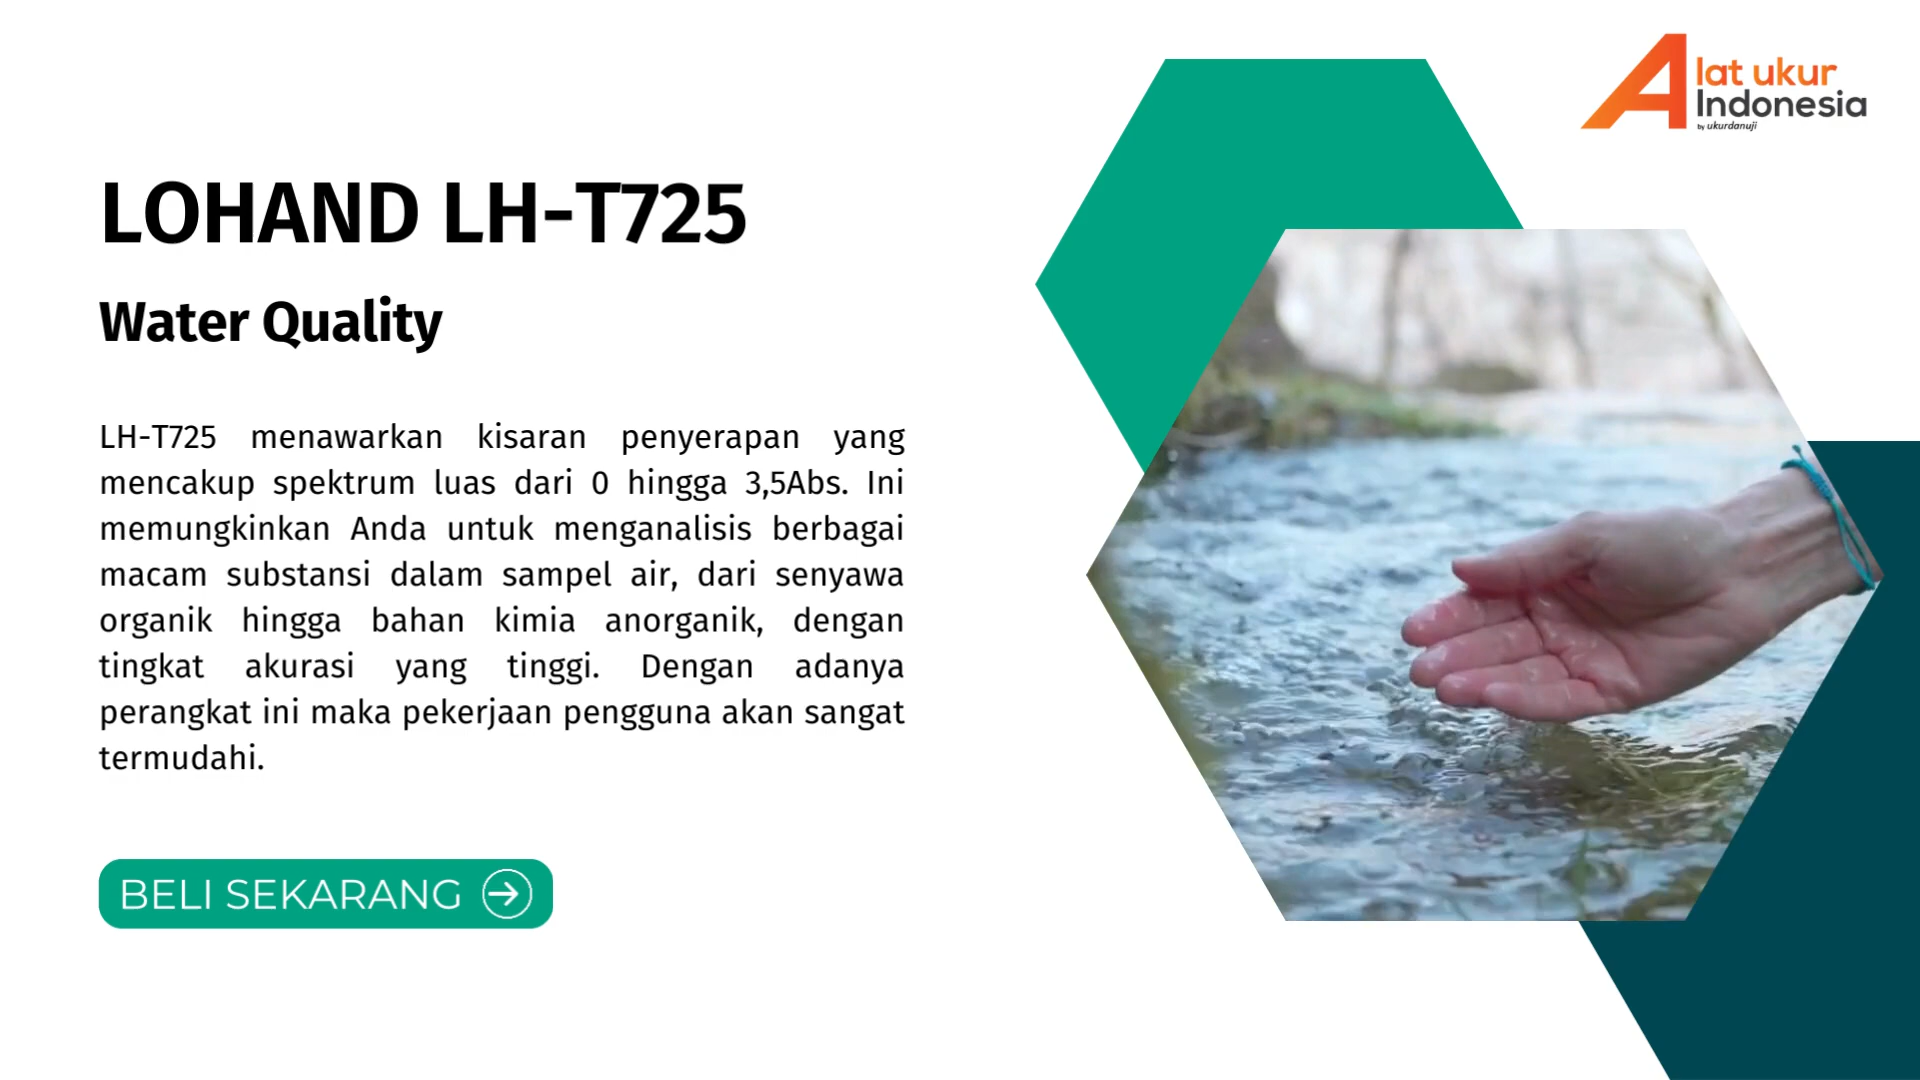 Alat ukur
Indonesia
by ukurdanuji
LOHAND LH-T725
Water Quality
LH-T725 menawarkan kisaran penyerapan yang
mencakup spektrum luas dari 0 hingga 3,5Abs. Ini
memungkinkan Anda untuk menganalisis berbagai
macam substansi dalam sampel air, dari senyawa
organik hingga bahan kimia anorganik, dengan
tingkat akurasi yang tinggi. Dengan adanya
perangkat ini maka pekerjaan pengguna akan sangat
termudahi.
BELI SEKARANG